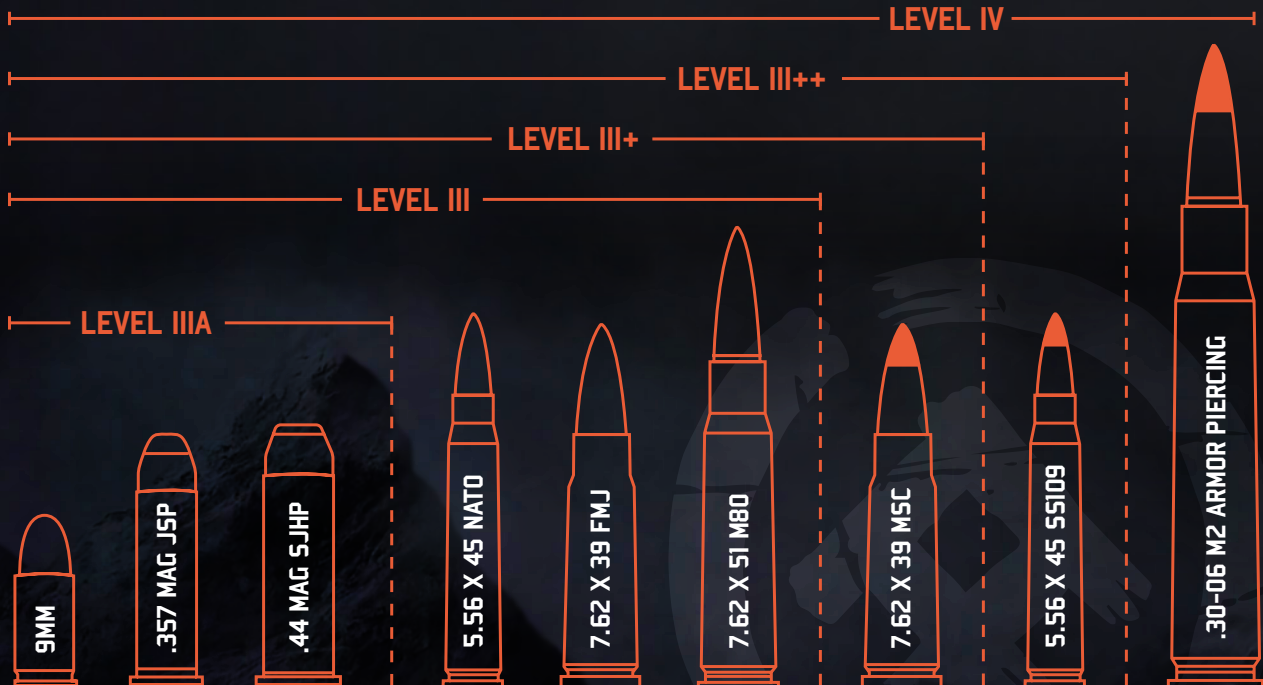 LEVEL IV
LEVEL III++
LEVEL III+
LEVEL III
LEVEL IIIA
9MM
.357 MAG JSP
.44 MAG SJHP
5.56 X 45 NATO
7.62 X 39 FMJ
7.62 X 51 M80
7.62 X 39 MSC
5.56 X 45 SS109
.30-06 M2 ARMOR PIERCING